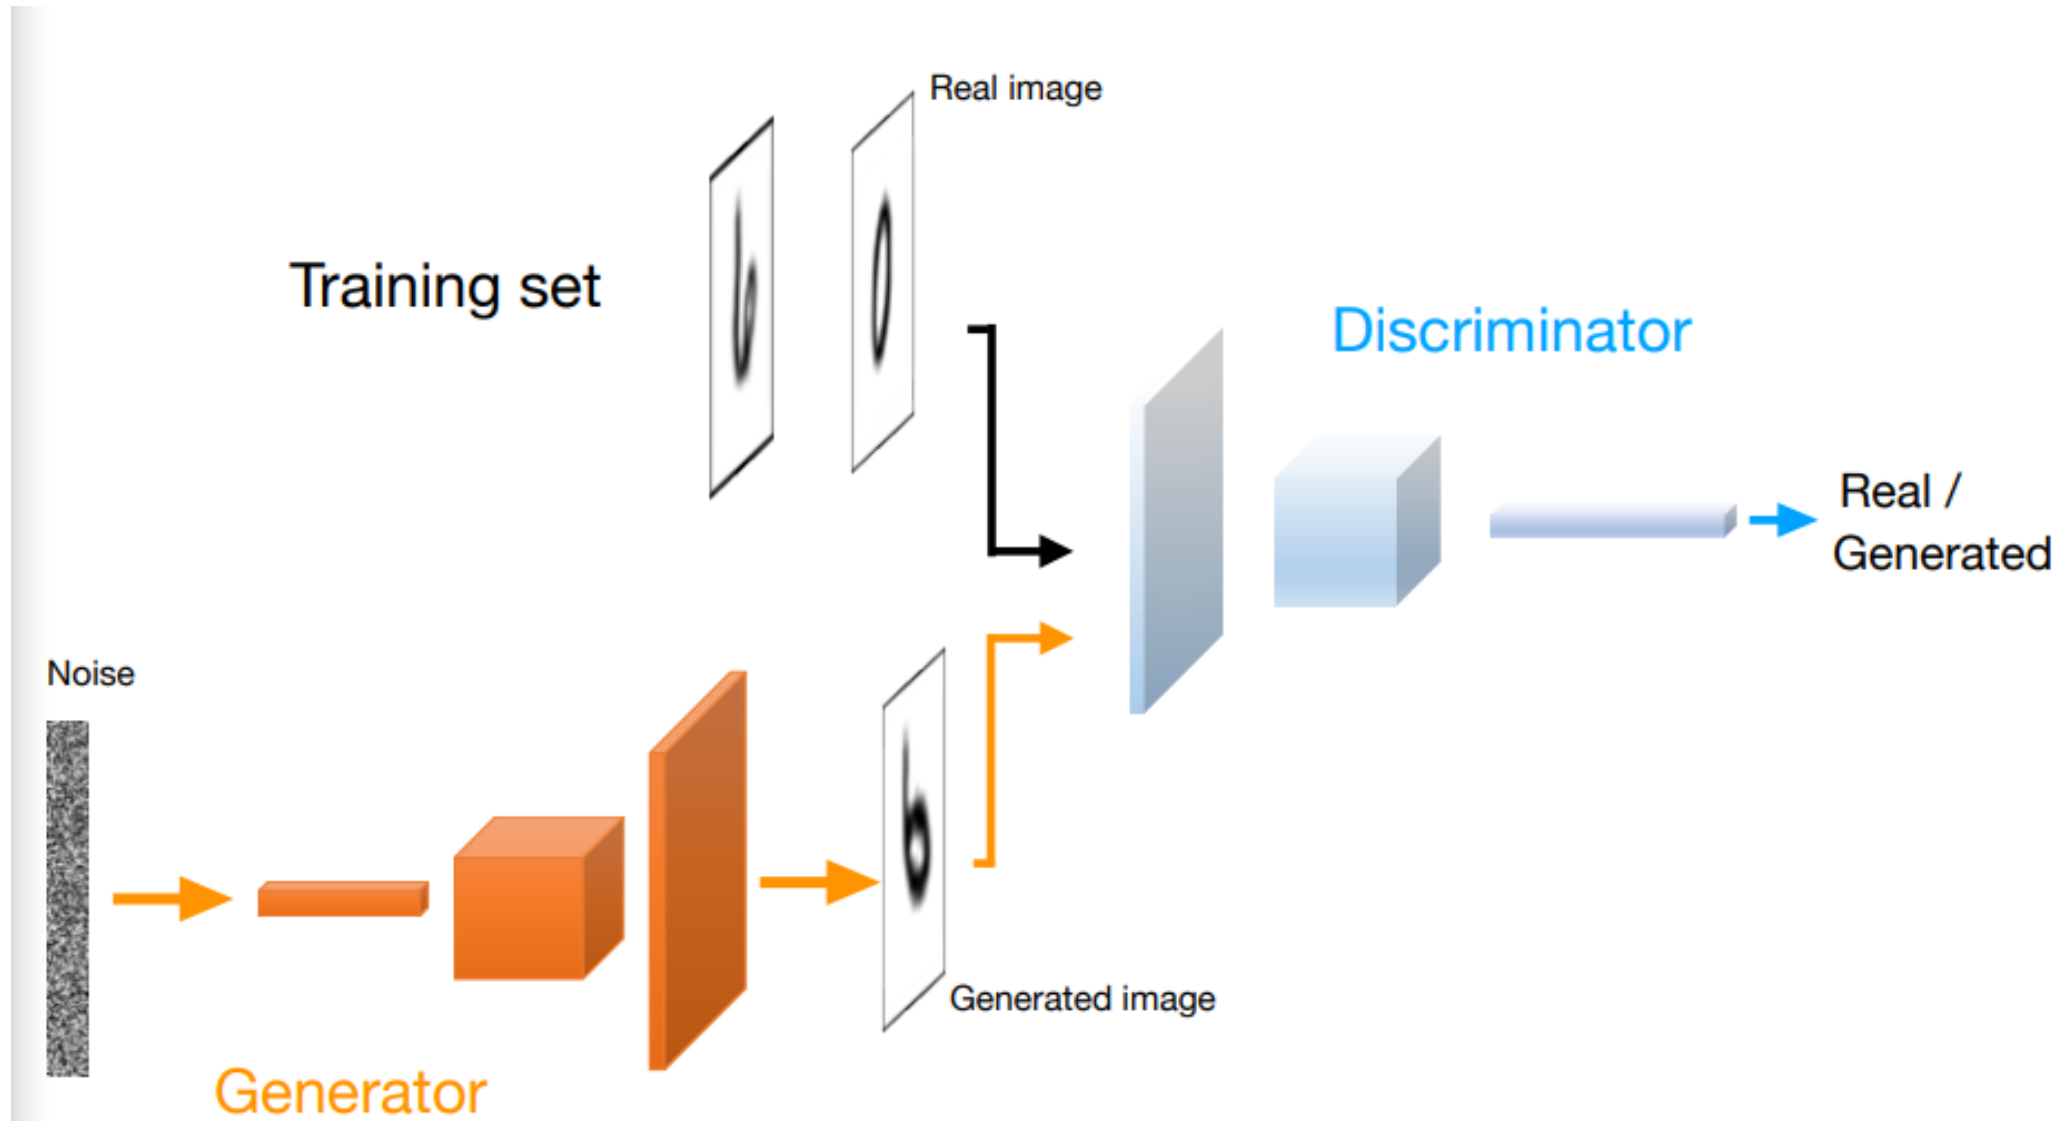 Real image
Training set
Discriminator
Real /
Generated
Noise
Generated image
Generator